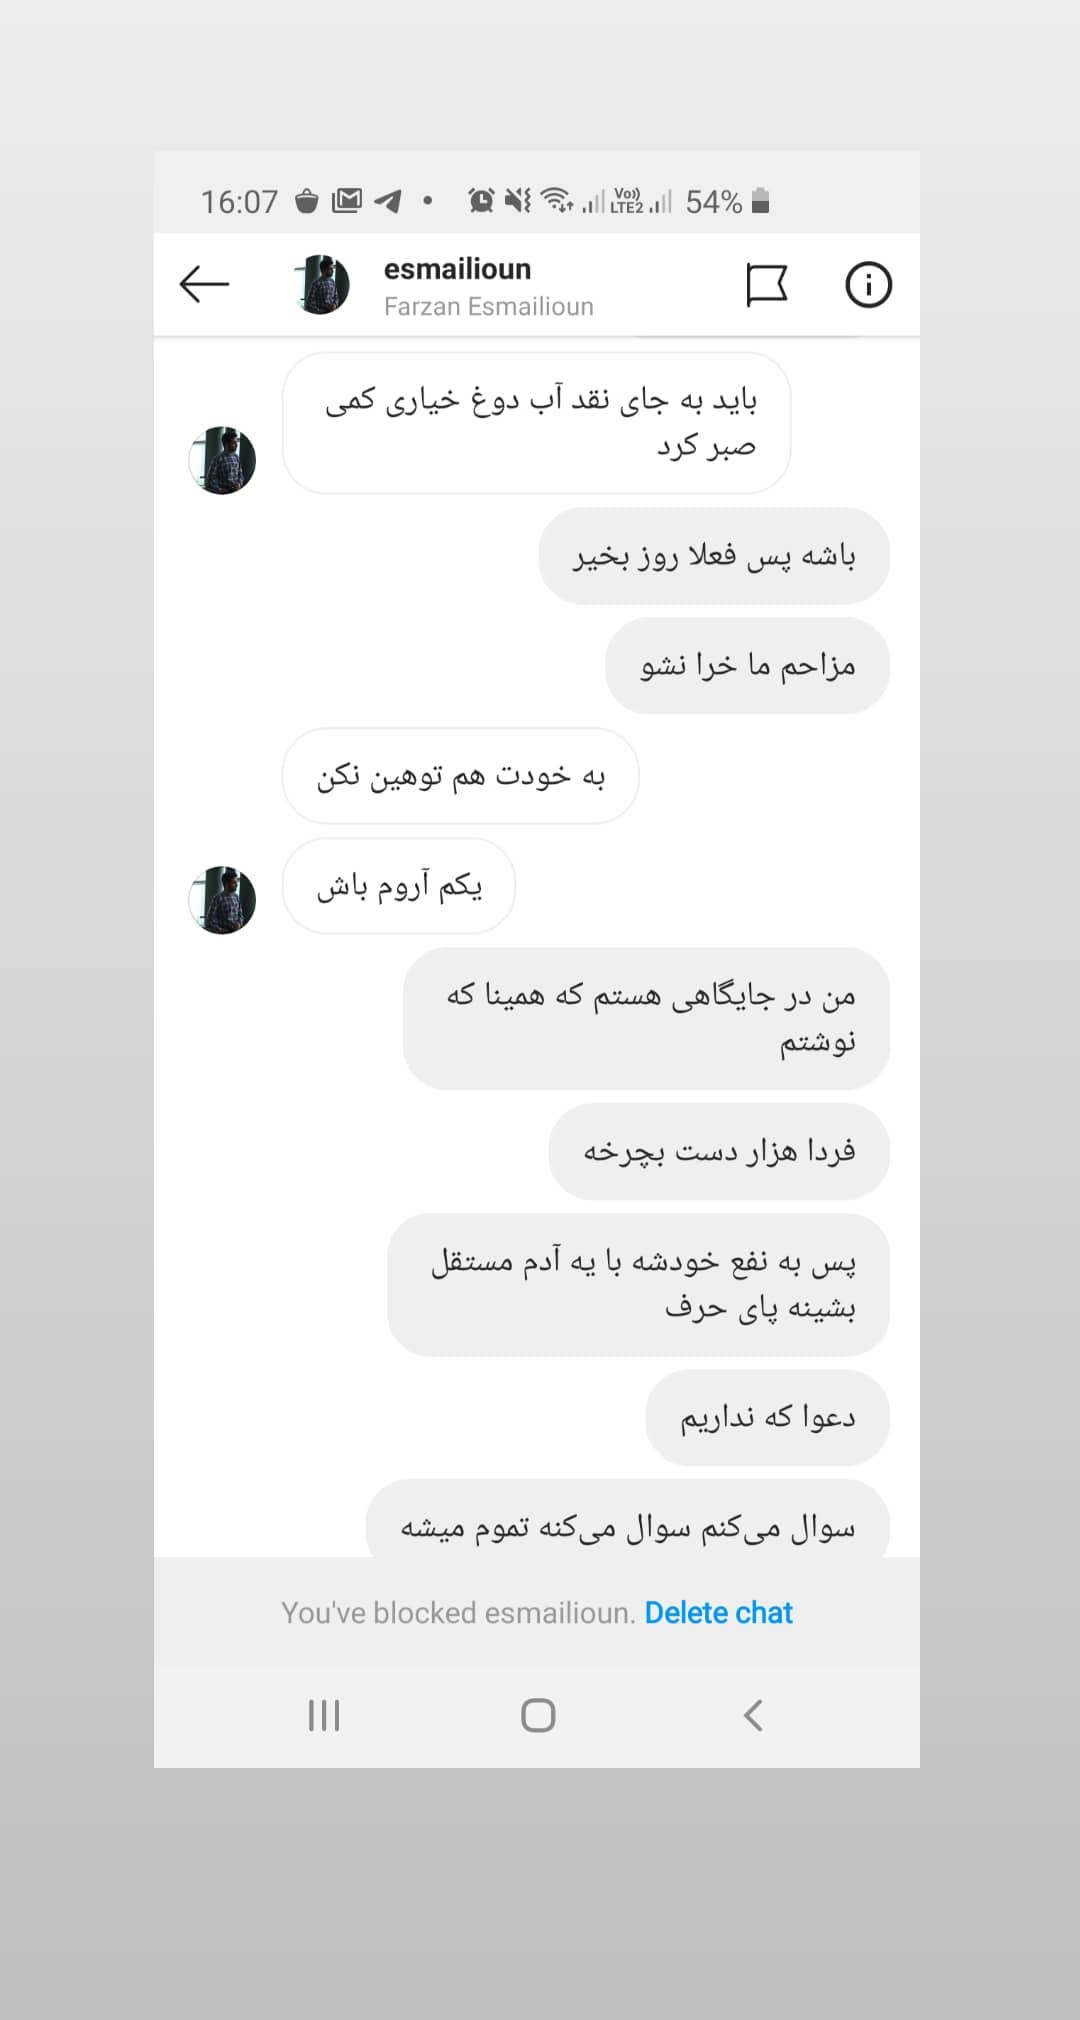 16:07
Vo))
LTE2
54%
esmailioun
Farzan Esmailioun
باید به جای نقد آب دوغ خیاری کمی
صبر کرد
باشه پس فعلا روز بخیر
مزاحم ما خرا نشو
به خودت هم توهین نکن
یکم آروم باش
من در جایگاهی هستم که همینا که
نوشتم
فردا هزار دست بچرخه
پس به نفع خودشه با یه آدم مستقل
بشینه پای حرف
دعوا که نداریم
سوال می‌کنم سوال می‌کنه تموم میشه
You've blocked esmailioun. Delete chat